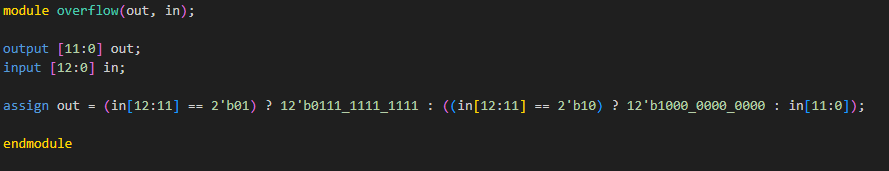 module overflow(out, in);
output [11:0] out;
input [12:0] in;
assign out = (in[12:11] == 2'b01) ? 12'b0111_1111_1111 : ((in[12:11] == 2'b10) ? 12'b1000_0000_0000 : in[11:0]);
endmodule